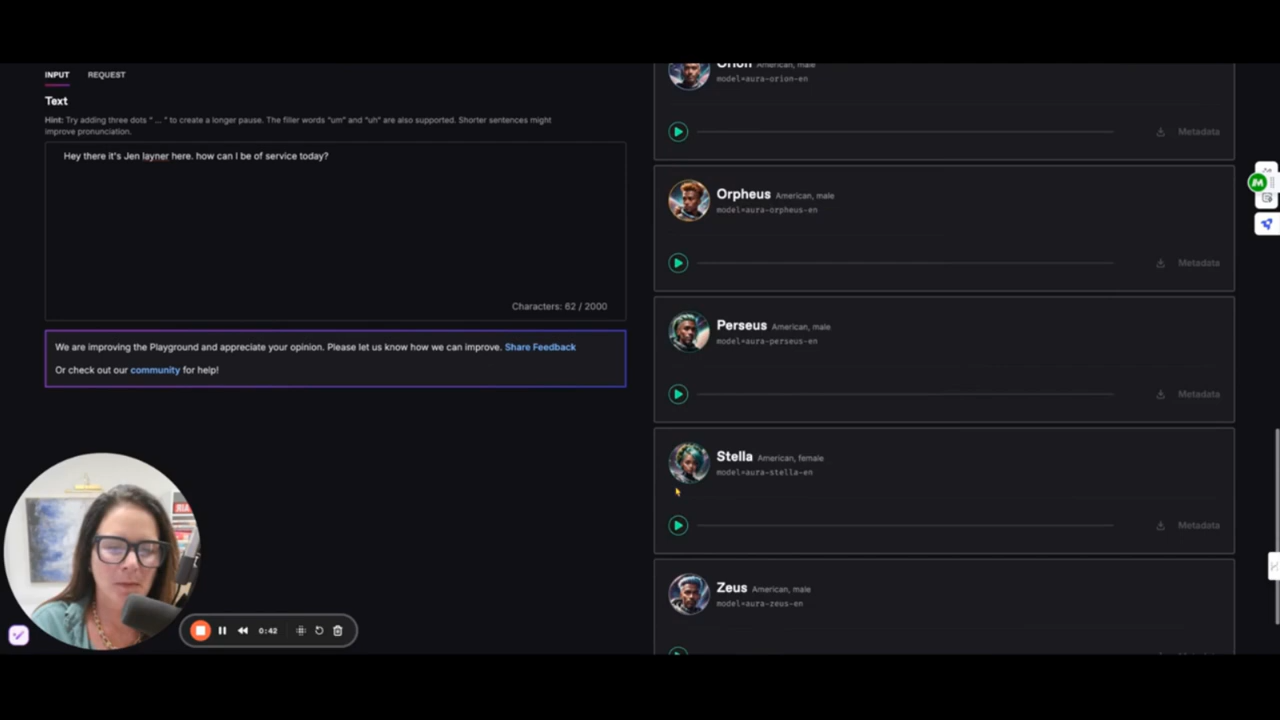 INPUT REQUEST
Text
Hint: Try adding three dots " ... " to create a longer pause. The filler words "um" and "uh" are also supported. Shorter sentences might
improve pronunciation.
Hey there it's Jen layner here. how can I be of service today?
Characters: 62 / 2000
We are improving the Playground and appreciate your opinion. Please let us know how we can improve. Share Feedback
Or check out our community for help!
0:42
Orion American, male
model=aura-orion-en
Metadata
Orpheus American, male
model=aura-orpheus-en
Metadata
Perseus American, male
model=aura-perseus-en
Metadata
Stella American, female
model=aura-stella-en
Metadata
Zeus American, male
model=aura-zeus-en
M